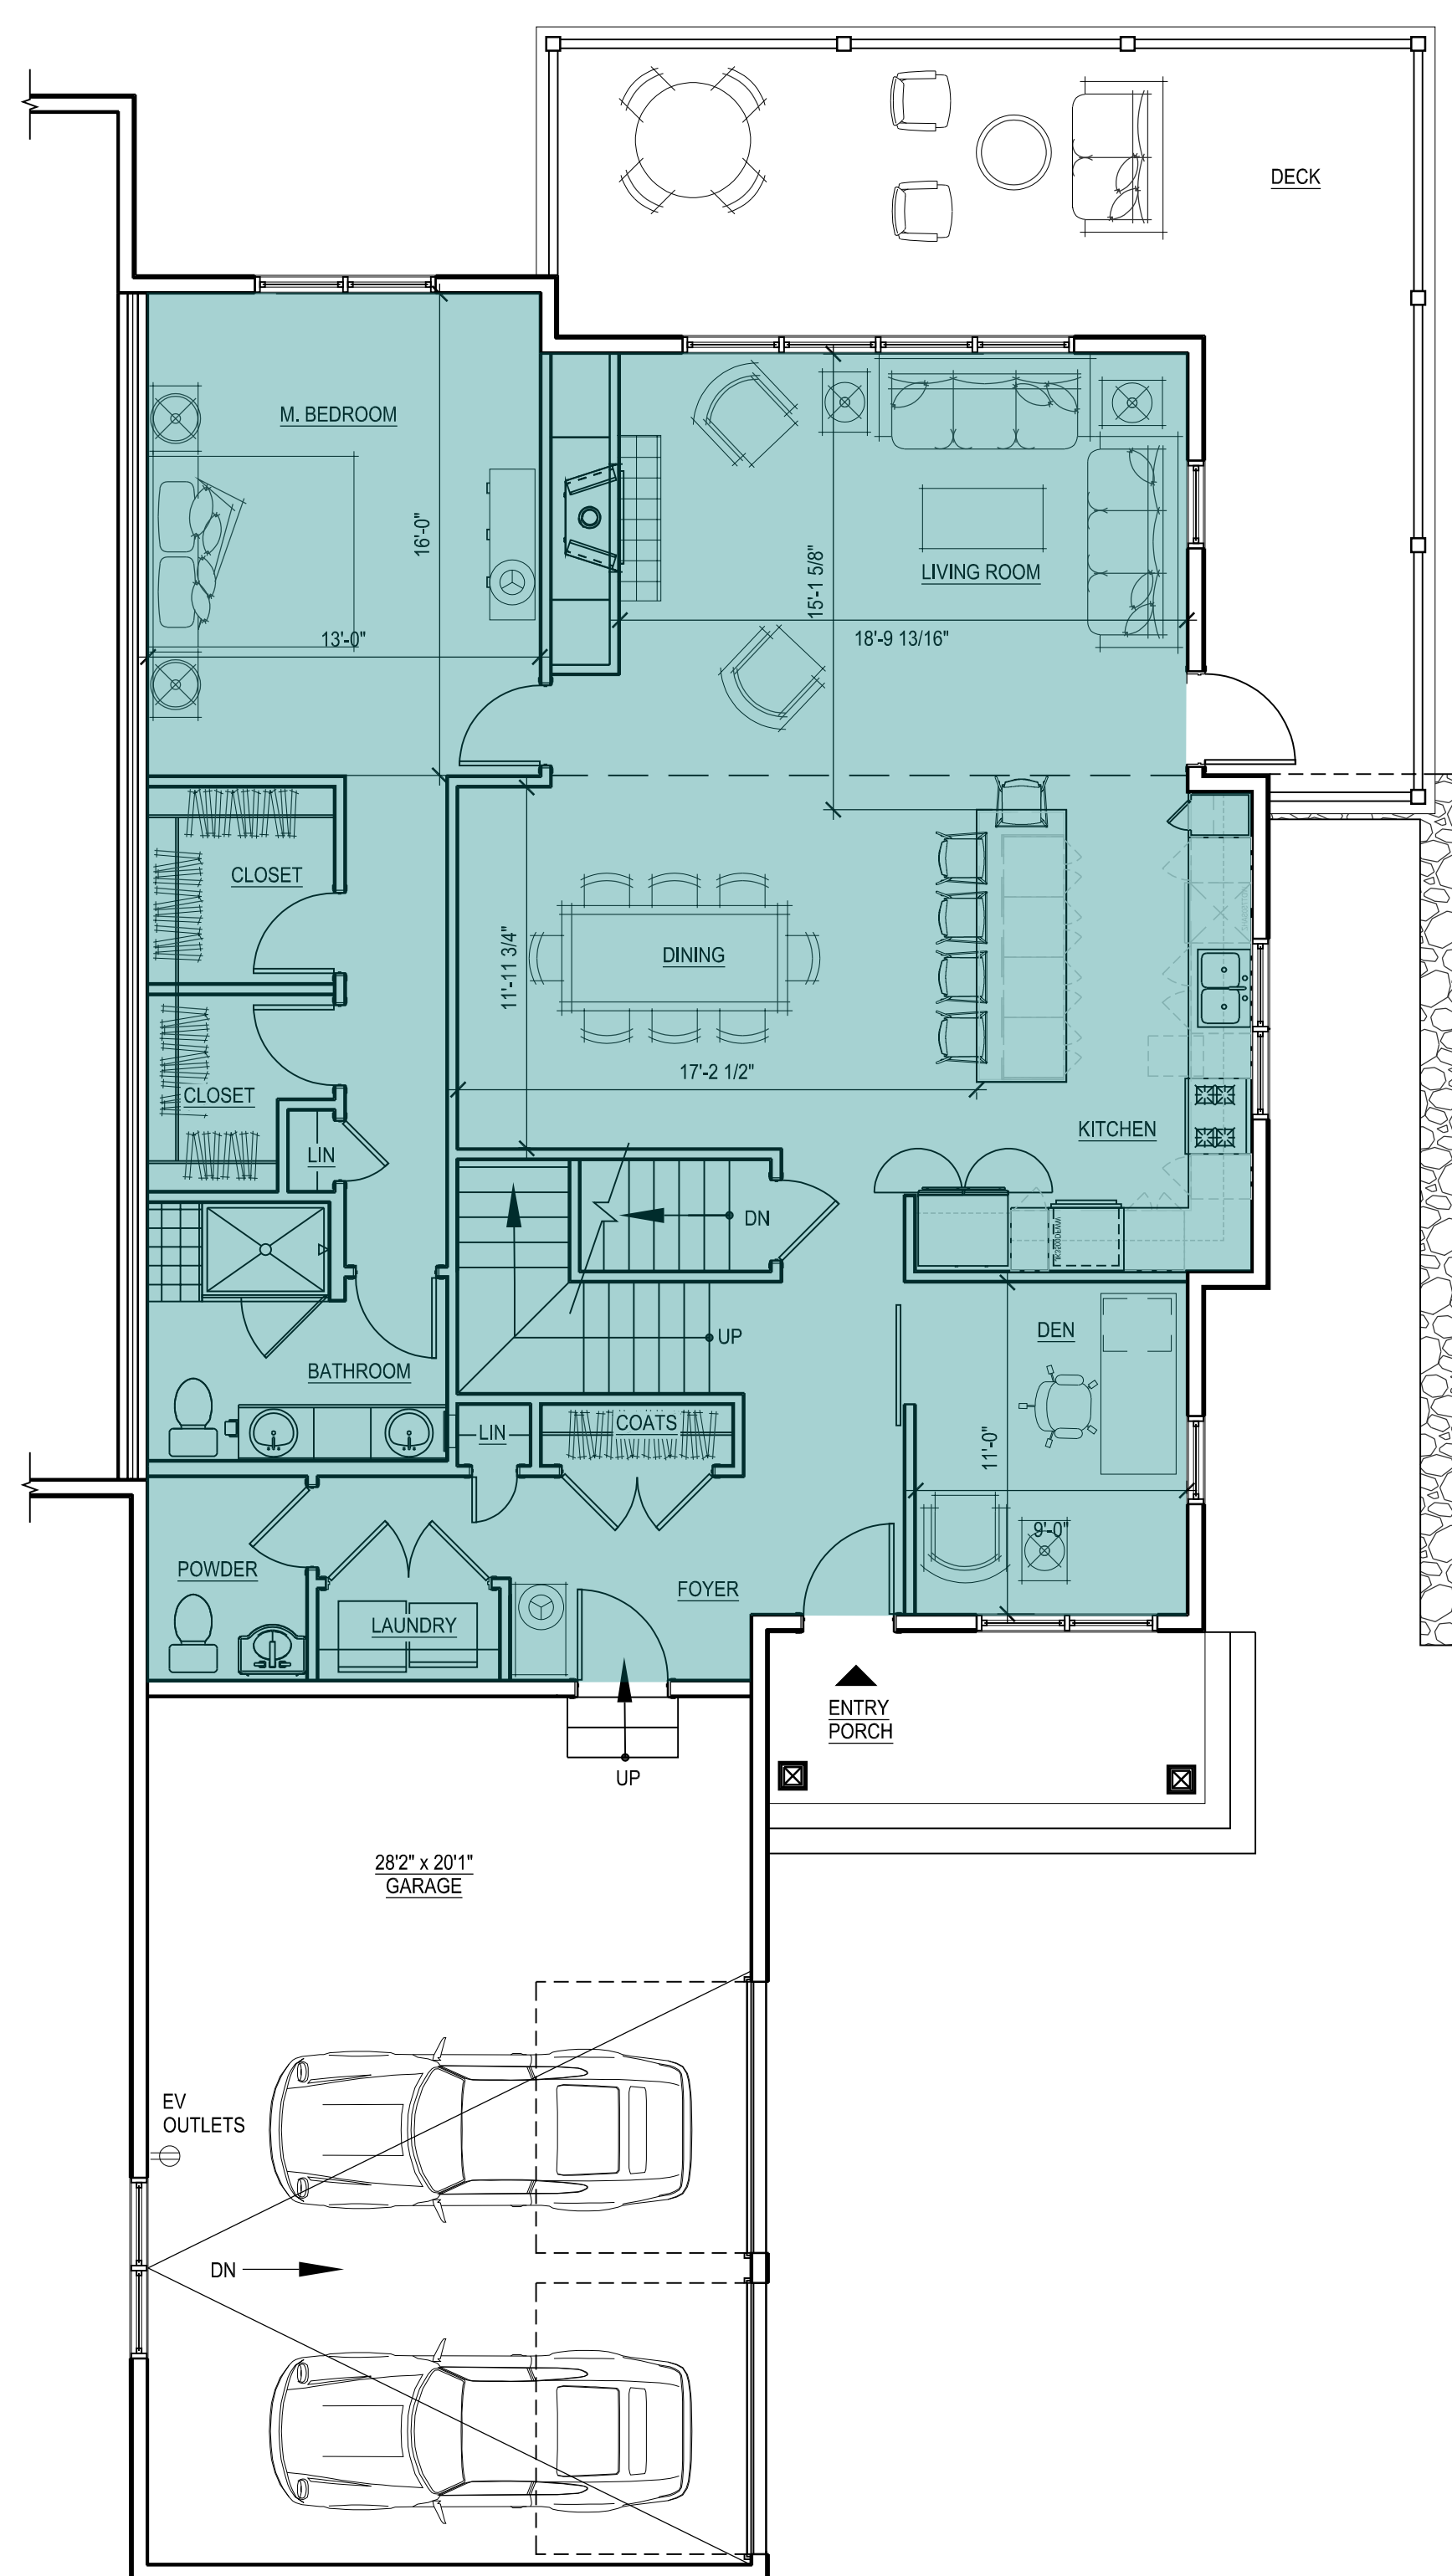 DECK
M. BEDROOM
16'-0"
13'-0"
15'-1 5/8"
LIVING ROOM
18'-9 13/16"
CLOSET
11'-11 3/4"
DINING
17'-2 1/2"
CLOSET
KITCHEN
LIN
DN
UP
DEN
BATHROOM
COATS
LIN
11'-0"
9'-0"
POWDER
FOYER
LAUNDRY
ENTRY
PORCH
UP
28'2" x 20'1"
GARAGE
EV
OUTLETS
DN